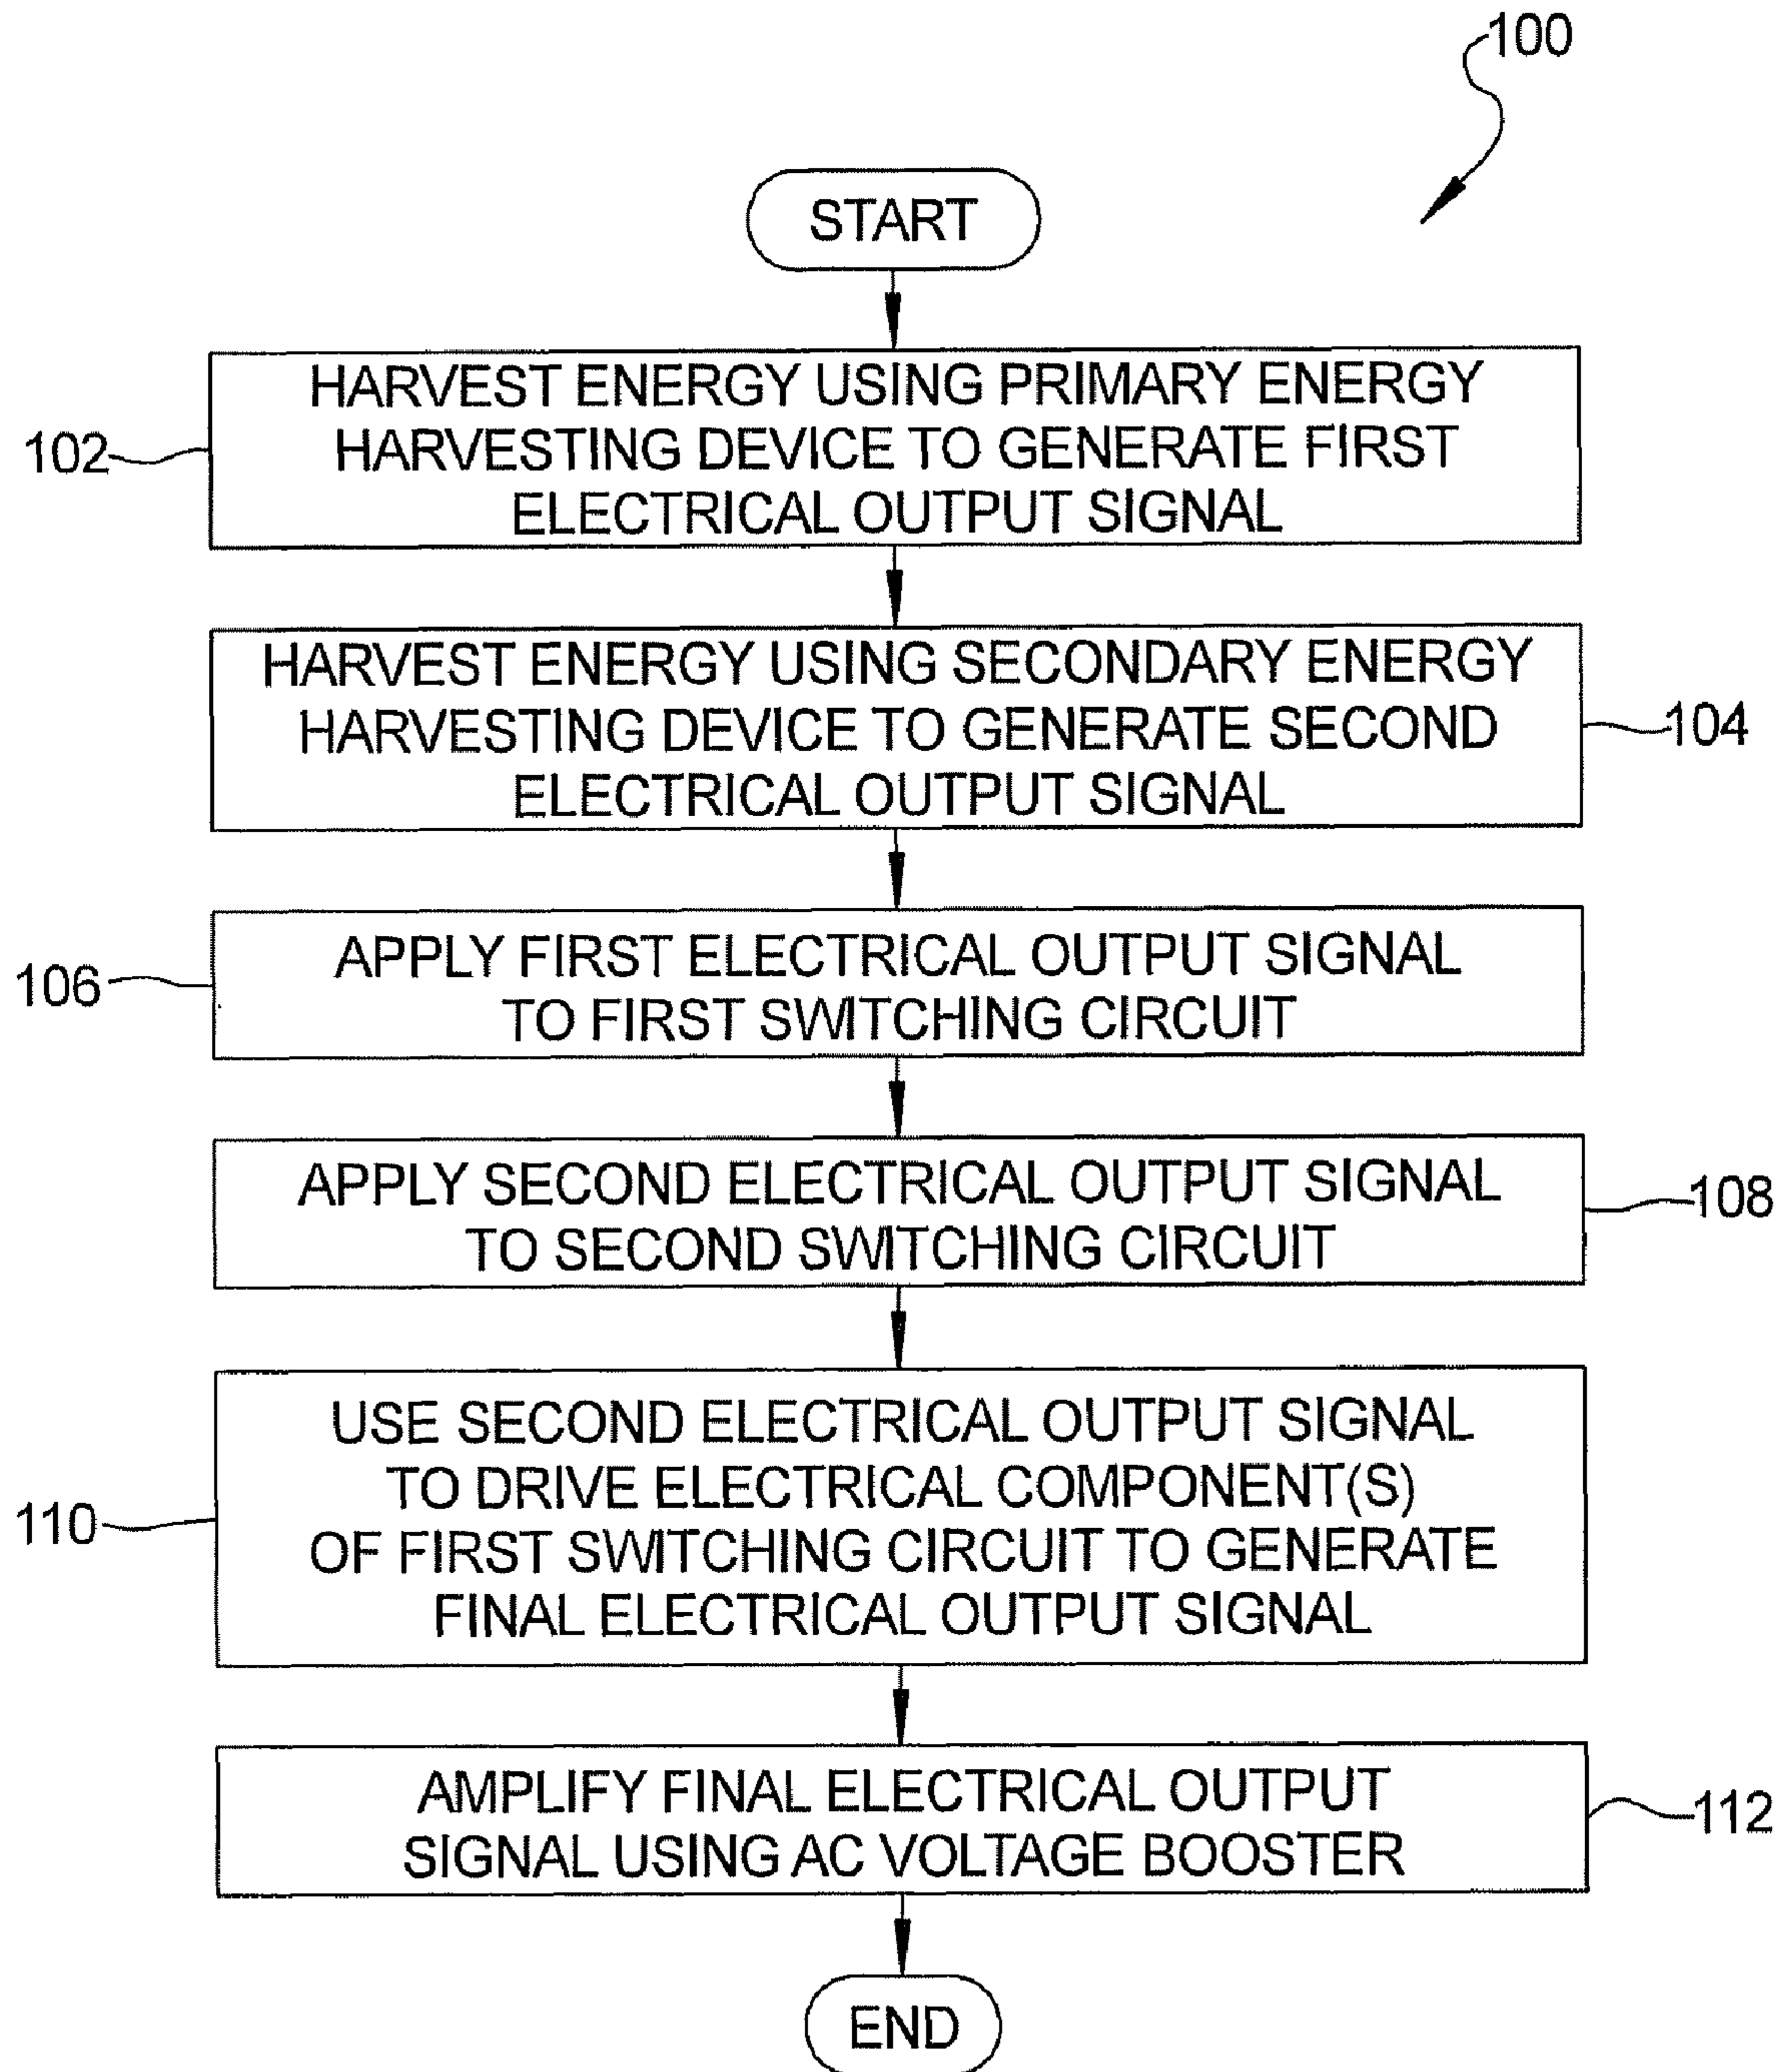 100
START
HARVEST ENERGY USING PRIMARY ENERGY
HARVESTING DEVICE TO GENERATE FIRST
ELECTRICAL OUTPUT SIGNAL
102
HARVEST ENERGY USING SECONDARY ENERGY
HARVESTING DEVICE TO GENERATE SECOND
ELECTRICAL OUTPUT SIGNAL
104
APPLY FIRST ELECTRICAL OUTPUT SIGNAL
TO FIRST SWITCHING CIRCUIT
106
APPLY SECOND ELECTRICAL OUTPUT SIGNAL
TO SECOND SWITCHING CIRCUIT
108
USE SECOND ELECTRICAL OUTPUT SIGNAL
TO DRIVE ELECTRICAL COMPONENT(S)
OF FIRST SWITCHING CIRCUIT TO GENERATE
FINAL ELECTRICAL OUTPUT SIGNAL
110
AMPLIFY FINAL ELECTRICAL OUTPUT
SIGNAL USING AC VOLTAGE BOOSTER
112
END